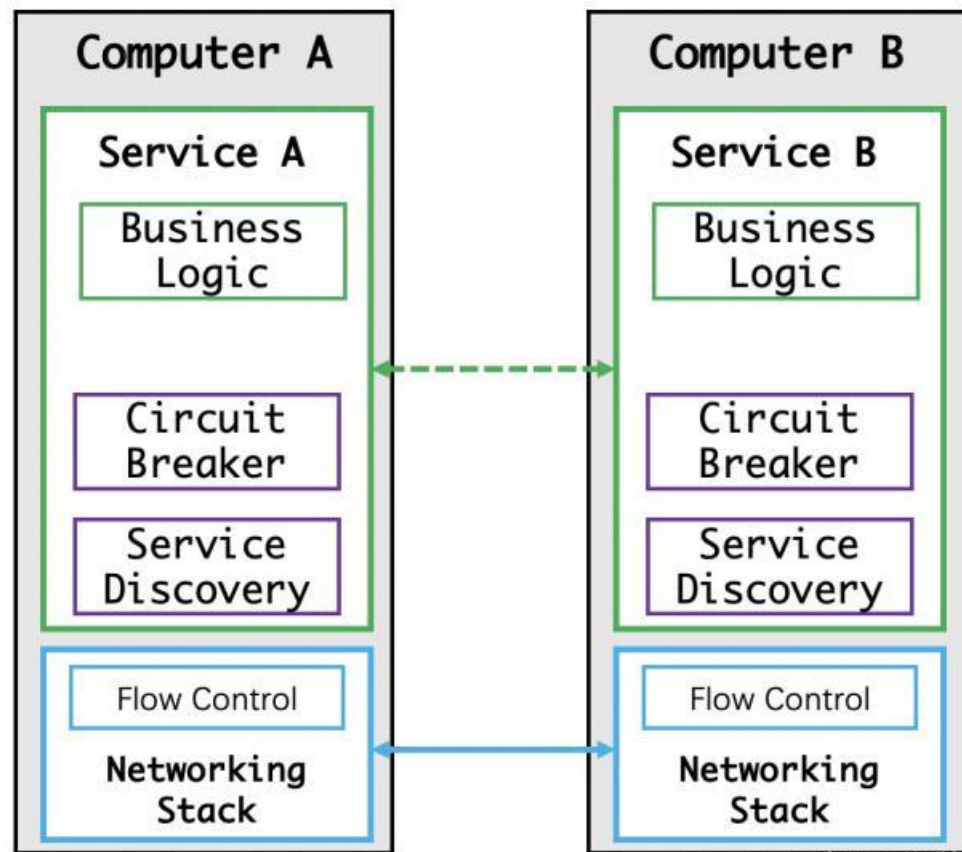 Computer A
Service A
Business
Logic
Circuit
Breaker
Service
Discovery
Flow Control
Networking
Stack
Computer B
Service B
Business
Logic
Circuit
Breaker
Service
Discovery
Flow Control
Networking
Stack